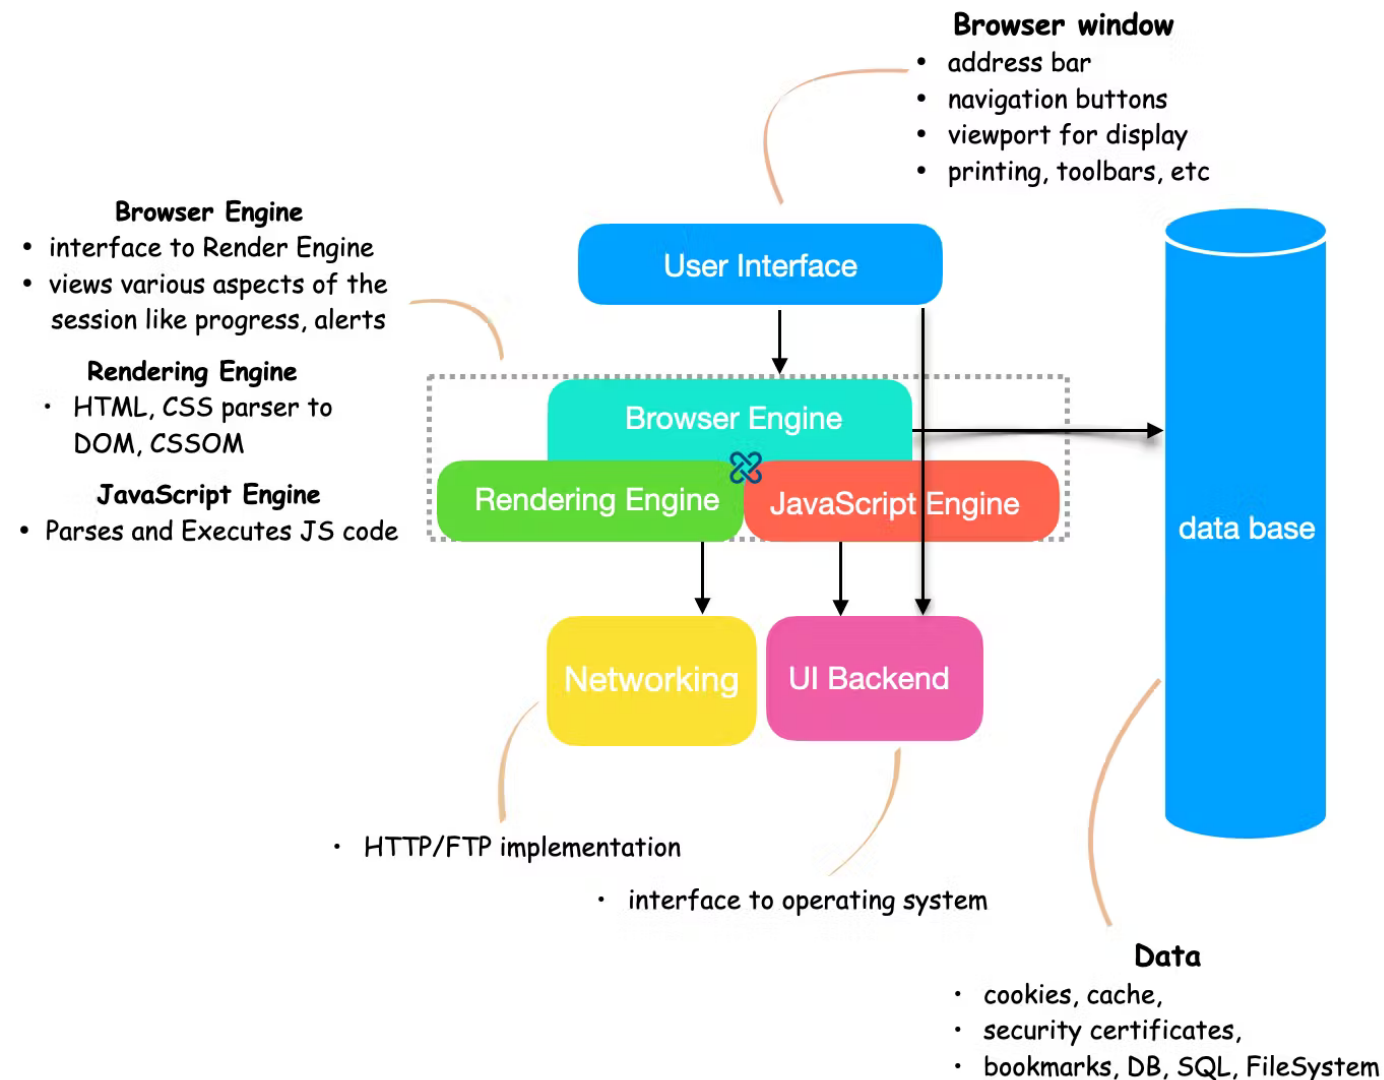 Browser window
• address bar
• navigation buttons
• viewport for display
• printing, toolbars, etc
Browser Engine
• interface to Render Engine
• views various aspects of the
session like progress, alerts
Rendering Engine
• HTML, CSS parser to
DOM, CSSOM
JavaScript Engine
• Parses and Executes JS code
User Interface
Browser Engine
Rendering Engine
JavaScript Engine
data base
Networking
UI Backend
• HTTP/FTP implementation
• interface to operating system
Data
• cookies, cache,
• security certificates,
• bookmarks, DB, SQL, FileSystem